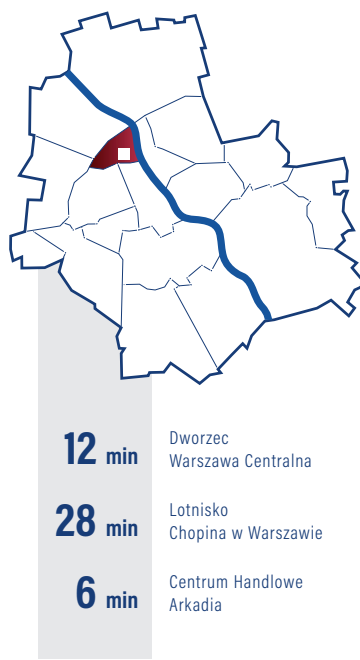 12 min
Dworzec
Warszawa Centralna
28 min
Lotnisko
Chopina w Warszawie
6 min
Centrum Handlowe
Arkadia